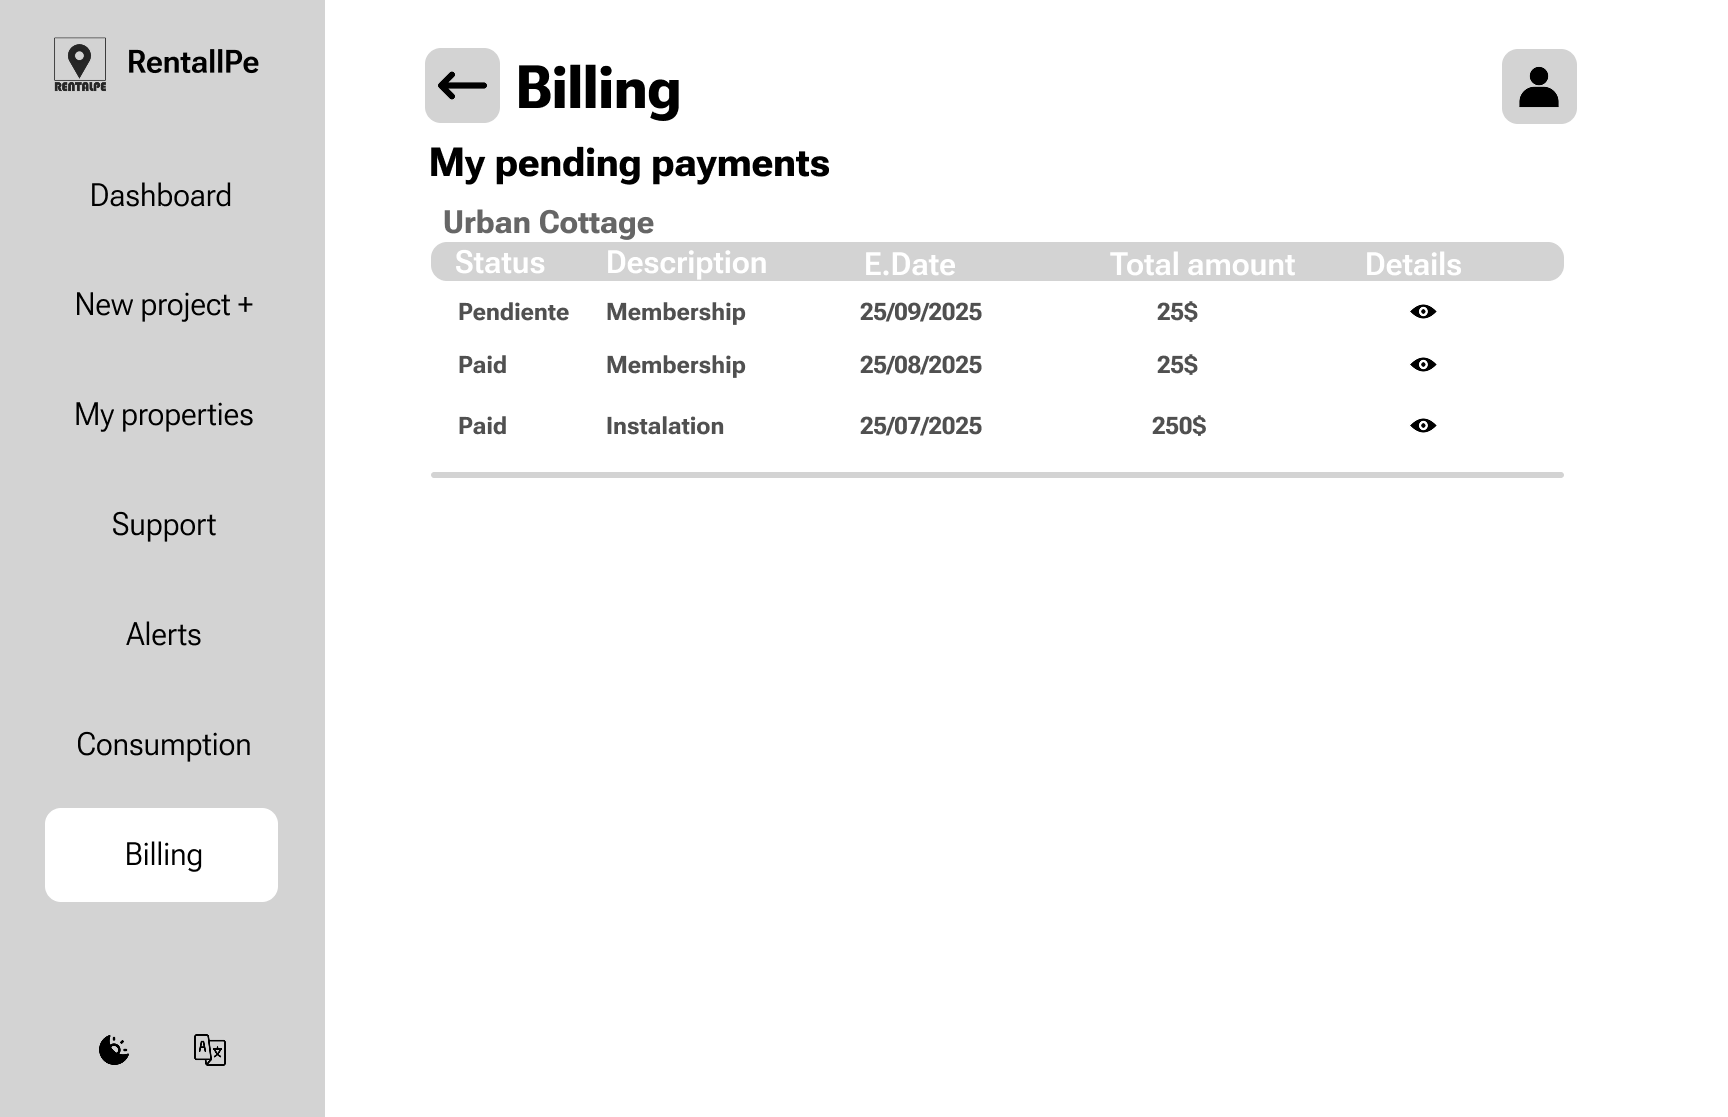 RENTALPE
RentallPe
Dashboard
New project +
My properties
Support
Alerts
Consumption
Billing
A 文
Billing
My pending payments
Urban Cottage
Status Description E.Date Total amount Details
Pendiente Membership 25/09/2025 25$
Paid Membership 25/08/2025 25$
Paid Instalation 25/07/2025 250$